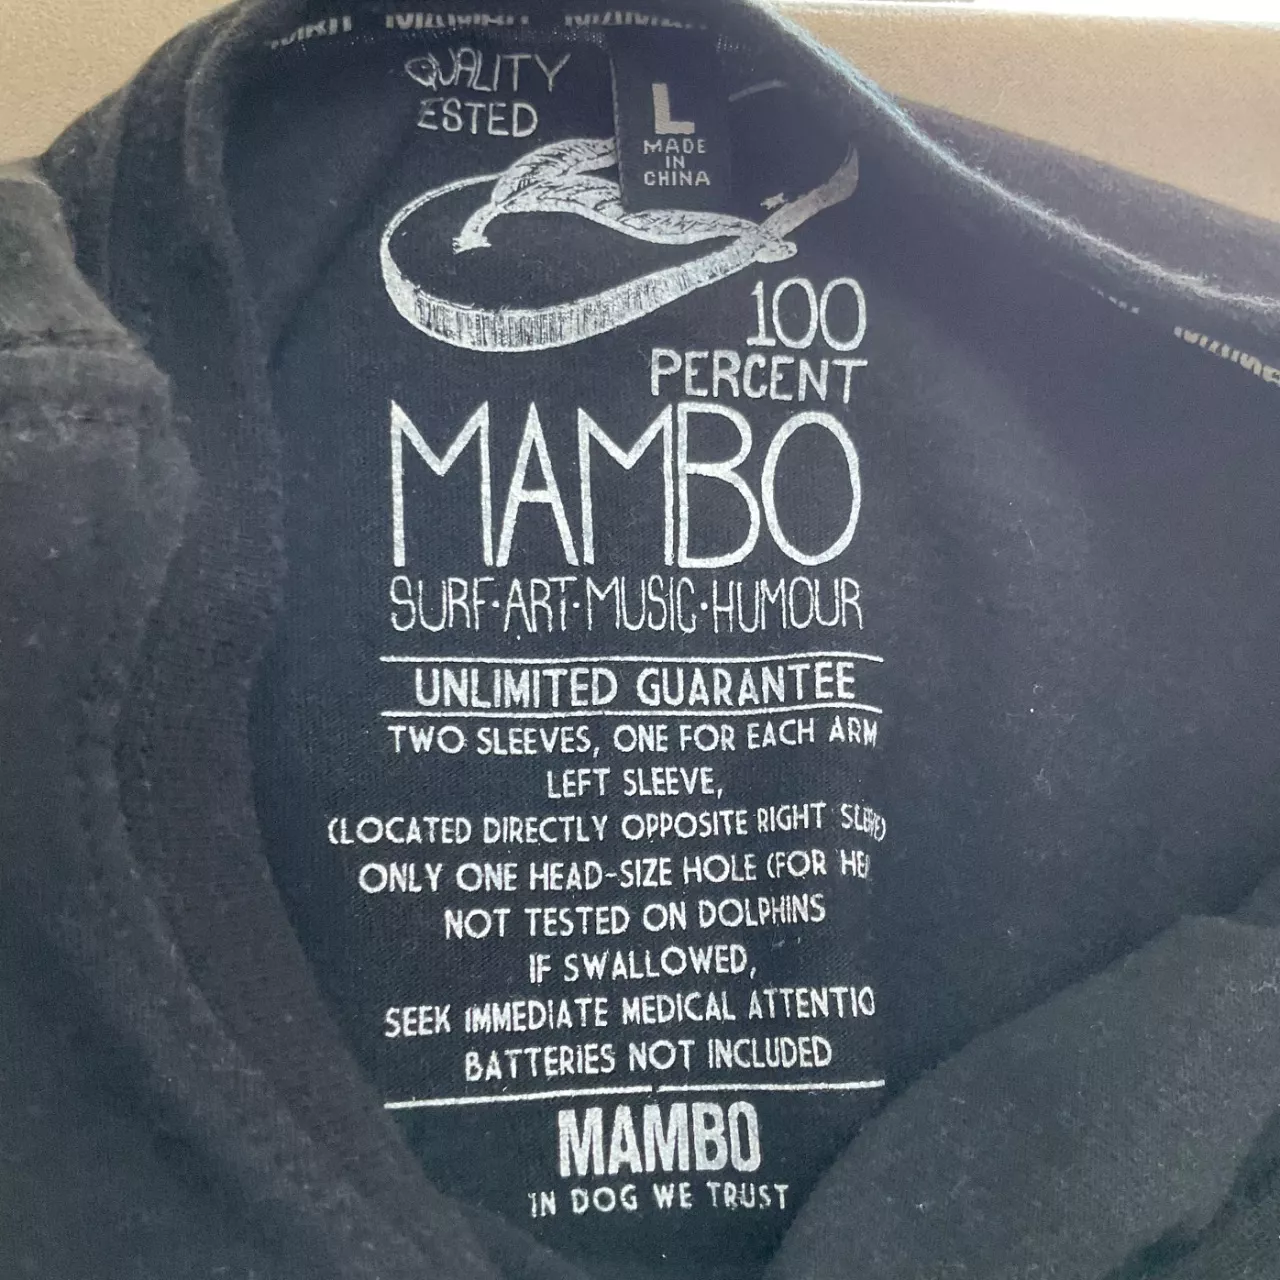 QUALITY
ESTED
L
MADE
IN
CHINA
100
PERCENT
MAMBO
SURF·ART·MUSIC·HUMOUR
UNLIMITED GUARANTEE
TWO SLEEVES, ONE FOR EACH ARM
LEFT SLEEVE,
(LOCATED DIRECTLY OPPOSITE RIGHT SLEEVE)
ONLY ONE HEAD-SIZE HOLE (FOR HE
NOT TESTED ON DOLPHINS
IF SWALLOWED,
SEEK IMMEDIATE MEDICAL ATTENTIO
BATTERIES NOT INCLUDED
MAMBO
IN DOG WE TRUST